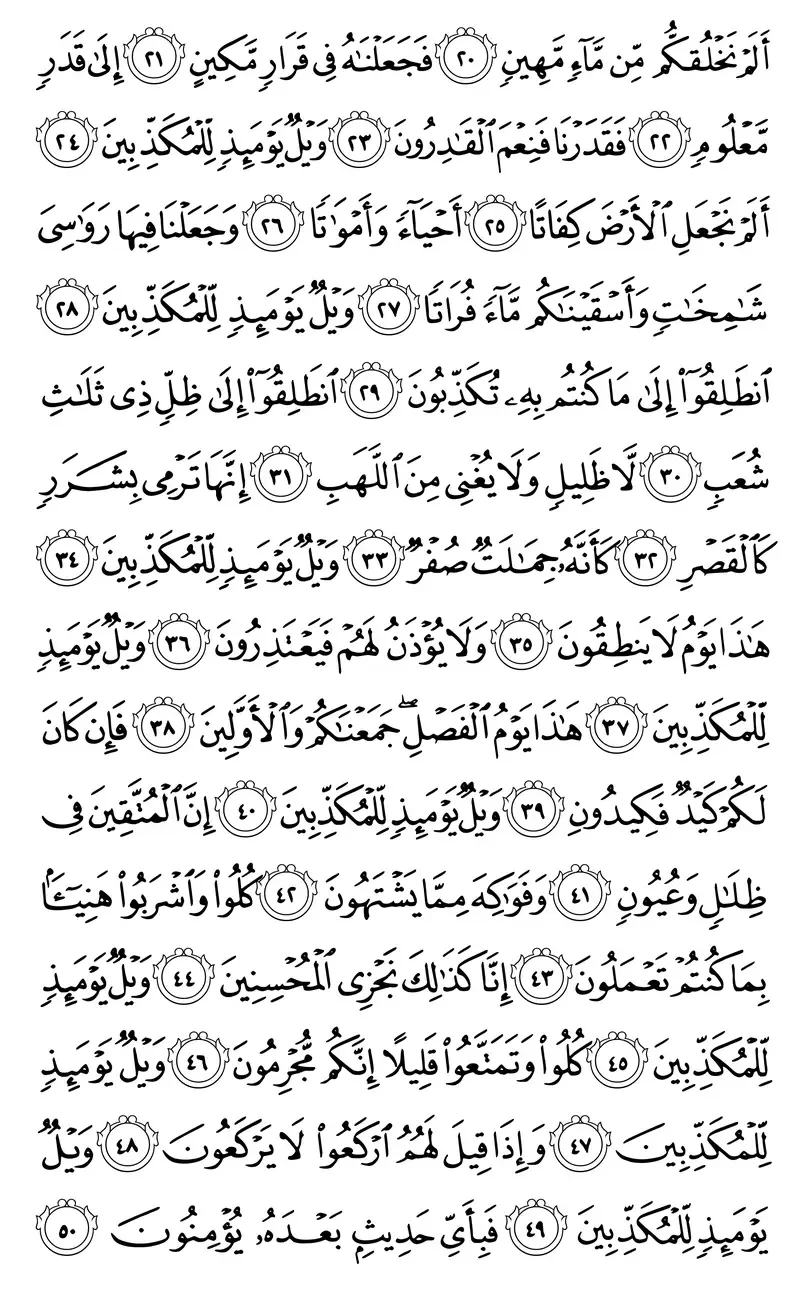 أَلَمْ نَخْلُقكُّم مِّن مَّآءٍ مَّهِينٍ ٢٠ فَجَعَلْنَٰهُ فِى قَرَارٍ مَّكِينٍ ٢١ إِلَىٰ قَدَرٍ
مَّعْلُومٍ ٢٢ فَقَدَرْنَا فَنِعْمَ ٱلْقَٰدِرُونَ ٢٣ وَيْلٌ يَوْمَئِذٍ لِّلْمُكَذِّبِينَ ٢٤
أَلَمْ نَجْعَلِ ٱلْأَرْضَ كِفَاتًا ٢٥ أَحْيَآءً وَأَمْوَٰتًا ٢٦ وَجَعَلْنَا فِيهَا رَوَٰسِىَ
شَٰمِخَٰتٍ وَأَسْقَيْنَٰكُم مَّآءً فُرَاتًا ٢٧ وَيْلٌ يَوْمَئِذٍ لِّلْمُكَذِّبِينَ ٢٨
ٱنطَلِقُوٓا۟ إِلَىٰ مَا كُنتُم بِهِۦ تُكَذِّبُونَ ٢٩ ٱنطَلِقُوٓا۟ إِلَىٰ ظِلٍّ ذِى ثَلَٰثِ
شُعَبٍ ٣٠ لَّا ظَلِيلٍ وَلَا يُغْنِى مِنَ ٱللَّهَبِ ٣١ إِنَّهَا تَرْمِى بِشَرَرٍ
كَٱلْقَصْرِ ٣٢ كَأَنَّهُۥ جِمَٰلَتٌ صُفْرٌ ٣٣ وَيْلٌ يَوْمَئِذٍ لِّلْمُكَذِّبِينَ ٣٤
هَٰذَا يَوْمُ لَا يَنطِقُونَ ٣٥ وَلَا يُؤْذَنُ لَهُمْ فَيَعْتَذِرُونَ ٣٦ وَيْلٌ يَوْمَئِذٍ
لِّلْمُكَذِّبِينَ ٣٧ هَٰذَا يَوْمُ ٱلْفَصْلِ ۖ جَمَعْنَٰكُمْ وَٱلْأَوَّلِينَ ٣٨ فَإِن كَانَ
لَكُمْ كَيْدٌ فَكِيدُونِ ٣٩ وَيْلٌ يَوْمَئِذٍ لِّلْمُكَذِّبِينَ ٤٠ إِنَّ ٱلْمُتَّقِينَ فِى
ظِلَٰلٍ وَعُيُونٍ ٤١ وَفَوَٰكِهَ مِمَّا يَشْتَهُونَ ٤٢ كُلُوا۟ وَٱشْرَبُوا۟ هَنِيٓـًٔۢا
بِمَا كُنتُمْ تَعْمَلُونَ ٤٣ إِنَّا كَذَٰلِكَ نَجْزِى ٱلْمُحْسِنِينَ ٤٤ وَيْلٌ يَوْمَئِذٍ
لِّلْمُكَذِّبِينَ ٤٥ كُلُوا۟ وَتَمَتَّعُوا۟ قَلِيلًا إِنَّكُم مُّجْرِمُونَ ٤٦ وَيْلٌ يَوْمَئِذٍ
لِّلْمُكَذِّبِينَ ٤٧ وَإِذَا قِيلَ لَهُمُ ٱرْكَعُوا۟ لَا يَرْكَعُونَ ٤٨ وَيْلٌ
يَوْمَئِذٍ لِّلْمُكَذِّبِينَ ٤٩ فَبِأَىِّ حَدِيثٍۭ بَعْدَهُۥ يُؤْمِنُونَ ٥٠